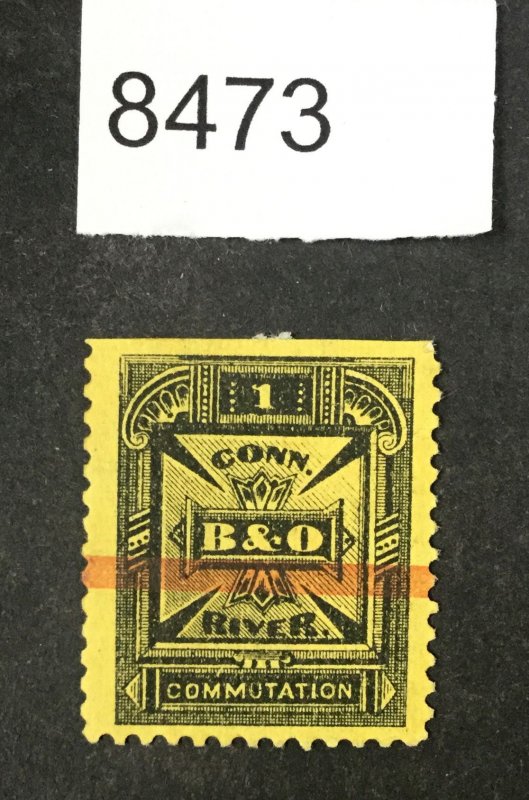 8473
1
CONN.
B&O
RIVER.
COMMUTATION